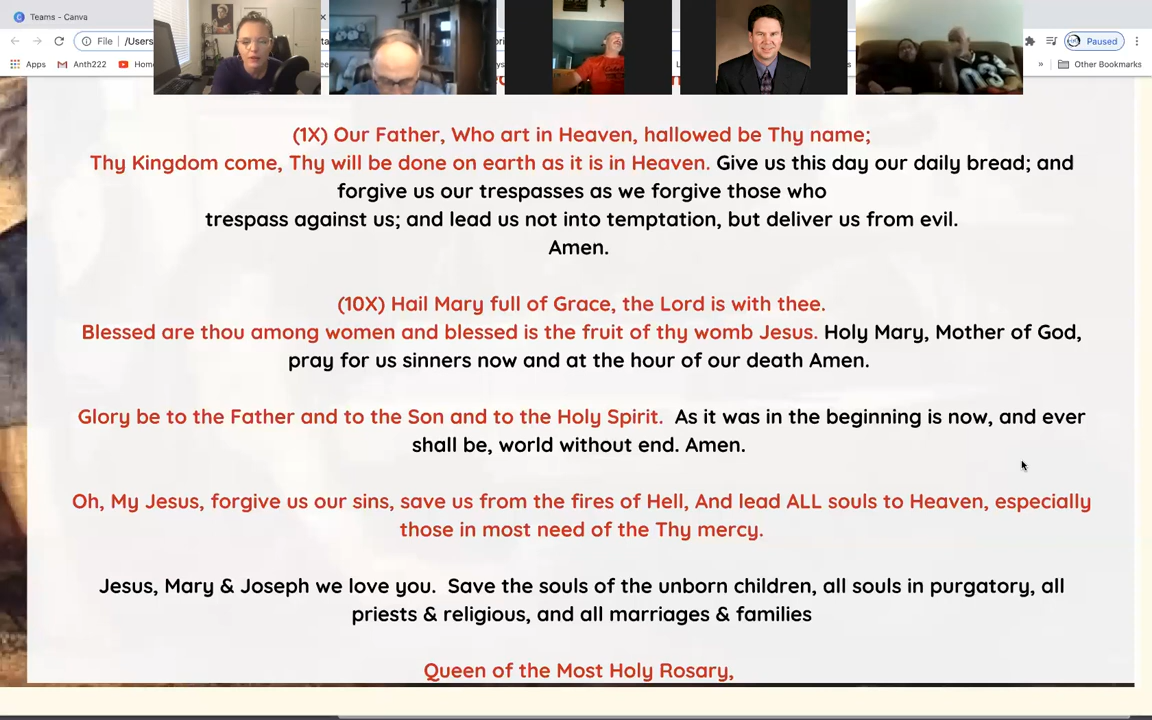 Teams - Canva
File /Users
Paused
Apps Anth222 Home » Other Bookmarks
(1X) Our Father, Who art in Heaven, hallowed be Thy name;
Thy Kingdom come, Thy will be done on earth as it is in Heaven. Give us this day our daily bread; and
forgive us our trespasses as we forgive those who
trespass against us; and lead us not into temptation, but deliver us from evil.
Amen.
(10X) Hail Mary full of Grace, the Lord is with thee.
Blessed are thou among women and blessed is the fruit of thy womb Jesus. Holy Mary, Mother of God,
pray for us sinners now and at the hour of our death Amen.
Glory be to the Father and to the Son and to the Holy Spirit. As it was in the beginning is now, and ever
shall be, world without end. Amen.
Oh, My Jesus, forgive us our sins, save us from the fires of Hell, And lead ALL souls to Heaven, especially
those in most need of the Thy mercy.
Jesus, Mary & Joseph we love you. Save the souls of the unborn children, all souls in purgatory, all
priests & religious, and all marriages & families
Queen of the Most Holy Rosary,